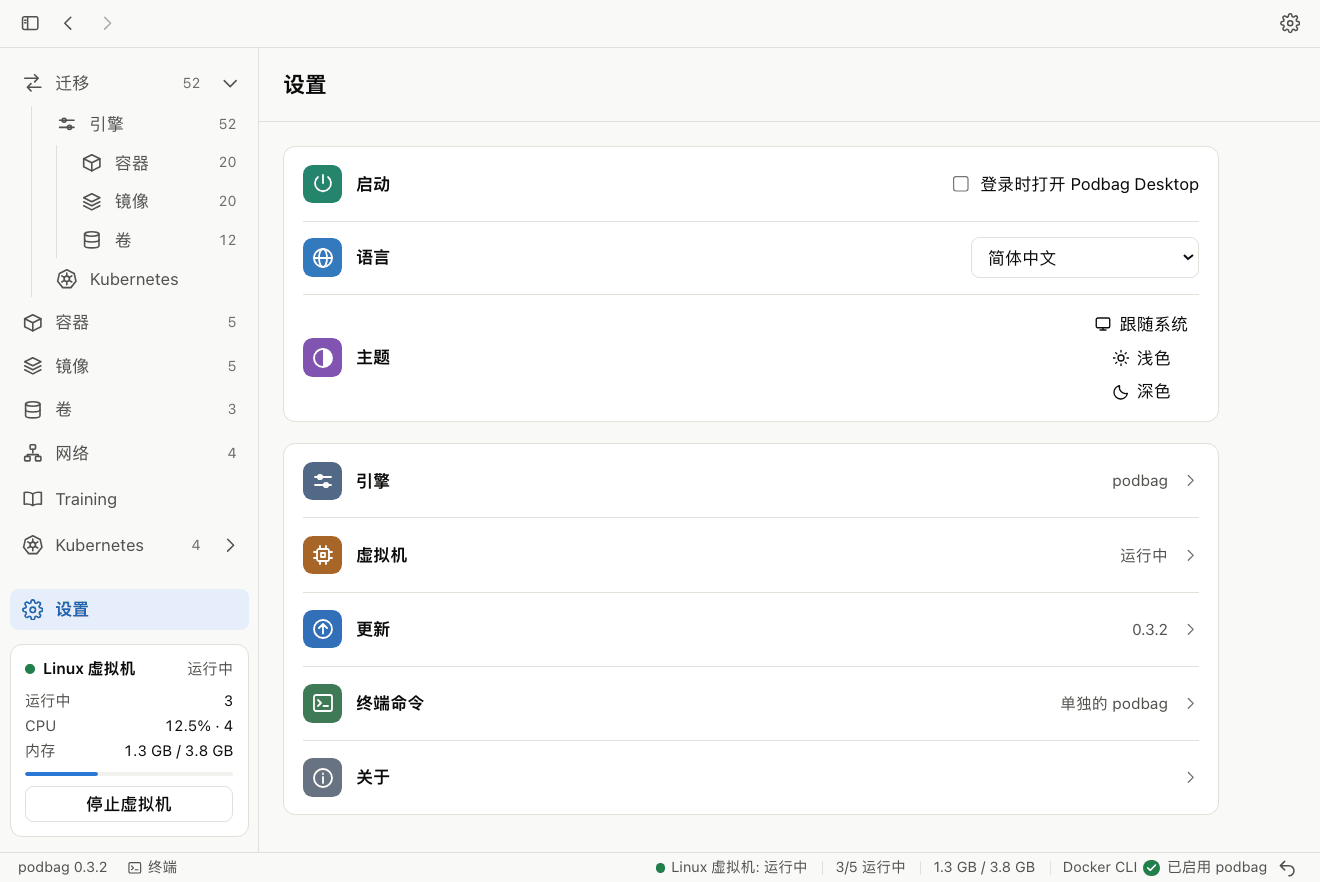 迁移 52
引擎 52
容器 20
镜像 20
卷 12
Kubernetes
容器 5
镜像 5
卷 3
网络 4
Training
Kubernetes 4
设置
Linux 虚拟机 运行中
运行中 3
CPU 12.5% · 4
内存 1.3 GB / 3.8 GB
停止虚拟机
设置
启动 登录时打开 Podbag Desktop
语言 简体中文
主题
跟随系统
浅色
深色
引擎 podbag
虚拟机 运行中
更新 0.3.2
终端命令 单独的 podbag
关于
podbag 0.3.2 终端 Linux 虚拟机: 运行中 3/5 运行中 1.3 GB / 3.8 GB Docker CLI 已启用 podbag